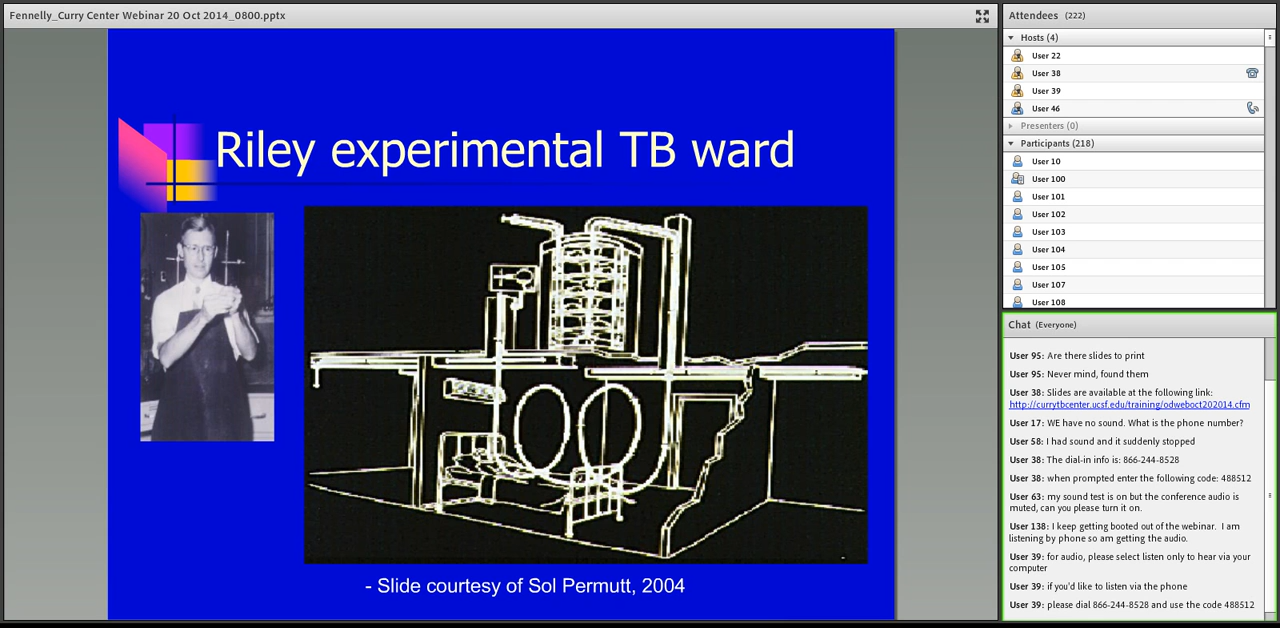 Fennelly_Curry Center Webinar 20 Oct 2014_0800.pptx
Riley experimental TB ward
- Slide courtesy of Sol Permutt, 2004
Attendees (222)
Hosts (4)
User 22
User 38
User 39
User 46
Presenters (0)
Participants (218)
User 10
User 100
User 101
User 102
User 103
User 104
User 105
User 107
User 108
Chat (Everyone)
User 95: Are there slides to print
User 95: Never mind, found them
User 38: Slides are available at the following link:
http://currytbcenter.ucsf.edu/training/odweboct202014.cfm
User 17: WE have no sound. What is the phone number?
User 58: I had sound and it suddenly stopped
User 38: The dial-in info is: 866-244-8528
User 38: when prompted enter the following code: 488512
User 63: my sound test is on but the conference audio is
muted, can you please turn it on.
User 138: I keep getting booted out of the webinar. I am
listening by phone so am getting the audio.
User 39: for audio, please select listen only to hear via your
computer
User 39: if you'd like to listen via the phone
User 39: please dial 866-244-8528 and use the code 488512